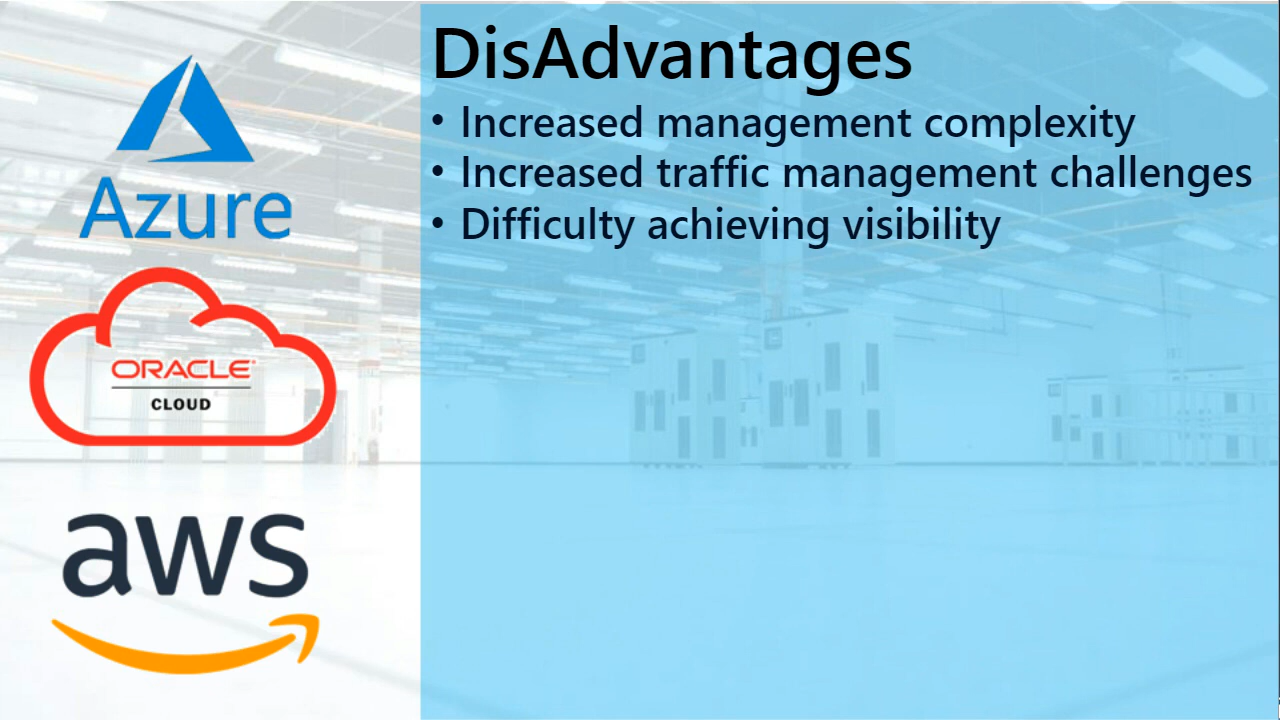 DisAdvantages
• Increased management complexity
• Increased traffic management challenges
• Difficulty achieving visibility
Azure
ORACLE®
CLOUD
aws